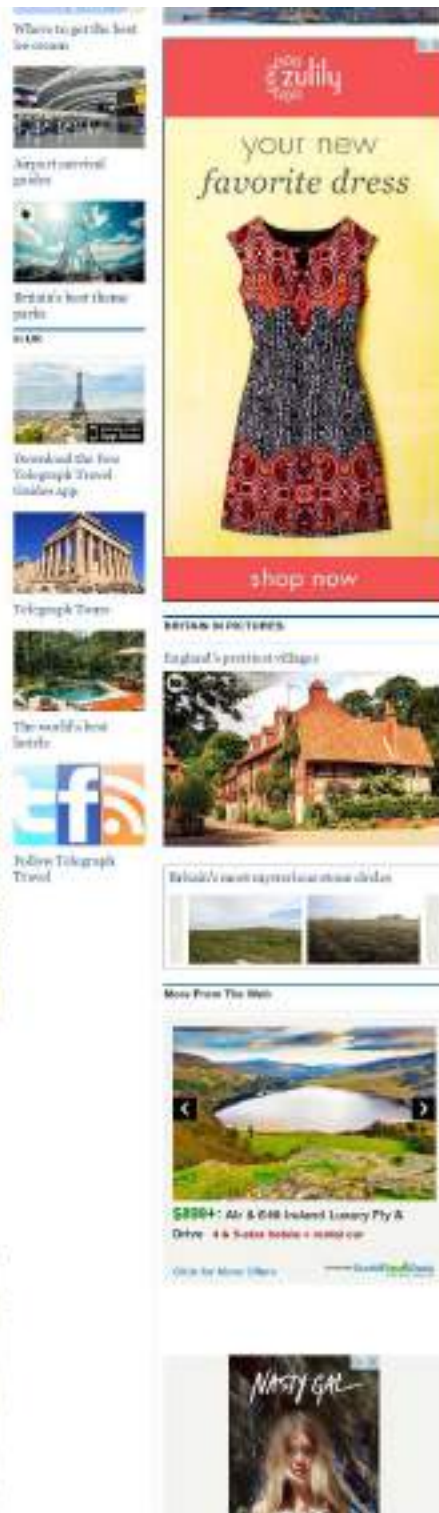 Where to get the best
ice cream
Airport survival
guides
Britain's best theme
parks
in UK
Download the free
Telegraph Travel
Guides app
Telegraph Tours
The world's best
hotels
Follow Telegraph
Travel
zulily
your new
favorite dress
shop now
BRITAIN IN PICTURES
England's prettiest villages
Britain's most mysterious stone circles
More From The Web
Air & Ireland Luxury Fly &
Drive 4 & 5-star hotels + rental car
Click for More Offers
NASTY GAL